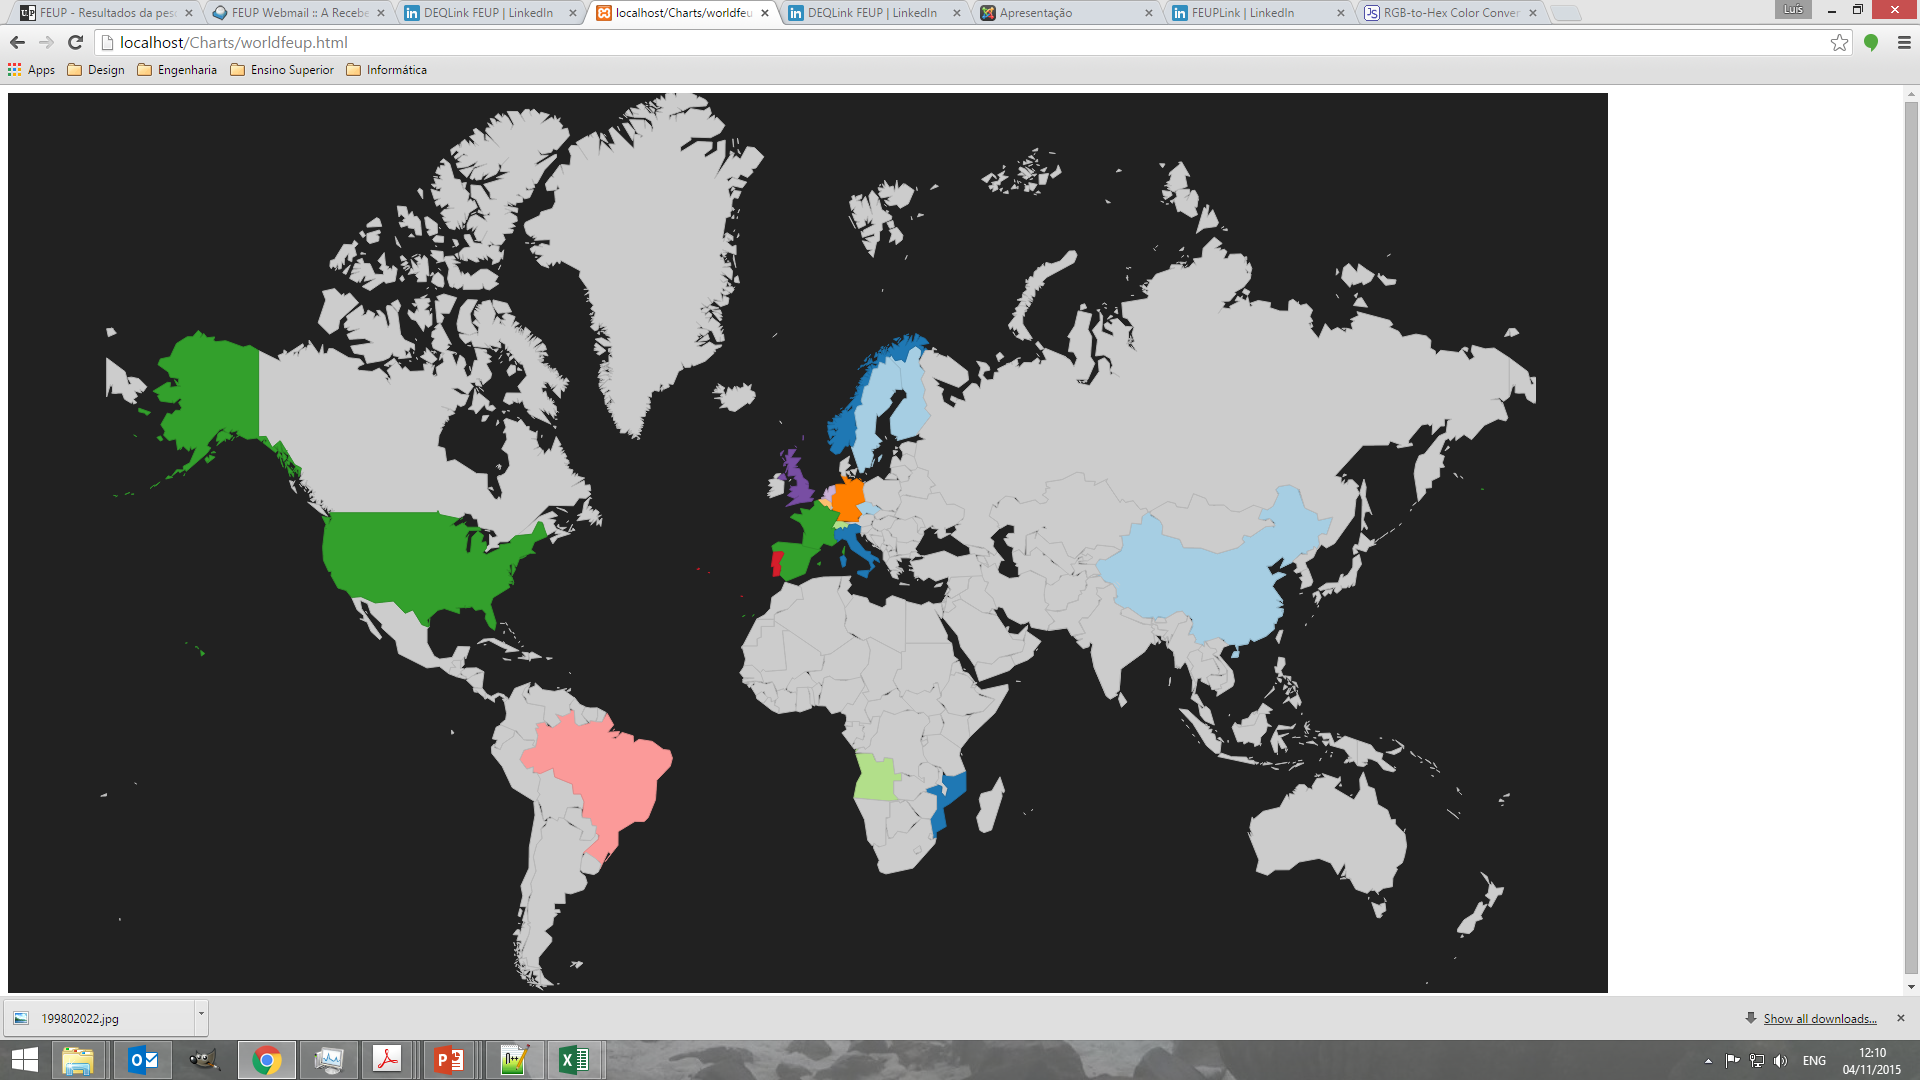 FEUP - Resultados da pes
FEUP Webmail :: A Recebe
DEQLink FEUP | LinkedIn
localhost/Charts/worldfeu
DEQLink FEUP | LinkedIn
Apresentação
FEUPLink | LinkedIn
RGB-to-Hex Color Conver
Luís
localhost/Charts/worldfeup.html
Apps
Design
Engenharia
Ensino Superior
Informática
199802022.jpg
Show all downloads...
ENG
12:10
04/11/2015